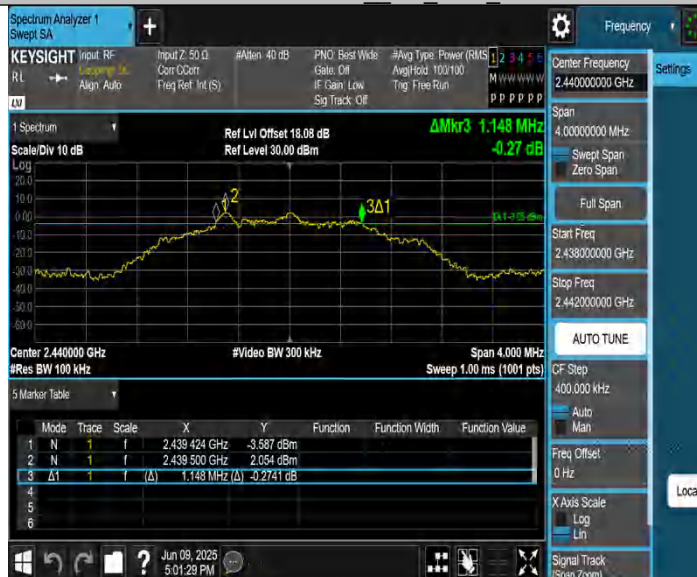 Spectrum Analyzer 1
Swept SA
+
Frequency
KEYSIGHT
RL
LXI
Input: RF
Coupling: DC
Align: Auto
Input Z: 50 Ω
Corr CCorr
Freq Ref: Int (S)
#Atten: 40 dB
PNO: Best Wide
Gate: Off
IF Gain: Low
Sig Track: Off
#Avg Type: Power (RMS
Avg|Hold: 100/100
Trig: Free Run
1 2 3 4 5 6
M W W W W W
P P P P P P
1 Spectrum
Scale/Div 10 dB
Log
Ref Lvl Offset 18.08 dB
Ref Level 30.00 dBm
ΔMkr3 1.148 MHz
-0.27 dB
20.0
10.0
0.00
-10.0
-20.0
-30.0
-40.0
-50.0
-60.0
2
3Δ1
Center 2.440000 GHz
#Res BW 100 kHz
#Video BW 300 kHz
Span 4.000 MHz
Sweep 1.00 ms (1001 pts)
5 Marker Table
Mode Trace Scale X Y Function Function Width Function Value
1 N 1 f 2.439 424 GHz -3.587 dBm
2 N 1 f 2.439 500 GHz 2.054 dBm
3 Δ1 1 f (Δ) 1.148 MHz (Δ) -0.2741 dB
4
5
6
?
Jun 09, 2025
5:01:29 PM
Center Frequency
2.440000000 GHz
Settings
Span
4.00000000 MHz
Swept Span
Zero Span
Full Span
Start Freq
2.438000000 GHz
Stop Freq
2.442000000 GHz
AUTO TUNE
CF Step
400.000 kHz
Auto
Man
Freq Offset
0 Hz
X Axis Scale
Log
Lin
Local
Signal Track
(Span Zoom)